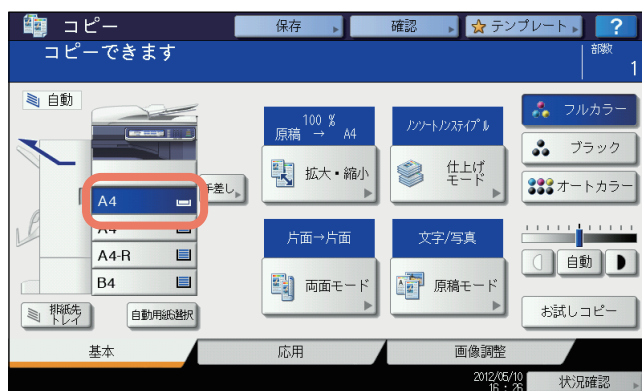 コピー
保存
確認
テンプレート
?
コピーできます
部数
1
自動
100 %
原稿 → A4
ノンソートノンステイプル
フルカラー
拡大・縮小
仕上げ
モード
ブラック
手差し
オートカラー
A4
A4
A4-R
B4
片面→片面
文字/写真
両面モード
原稿モード
自動
排紙先
トレイ
自動用紙選択
お試しコピー
基本
応用
画像調整
2012/05/10
16 : 26
状況確認